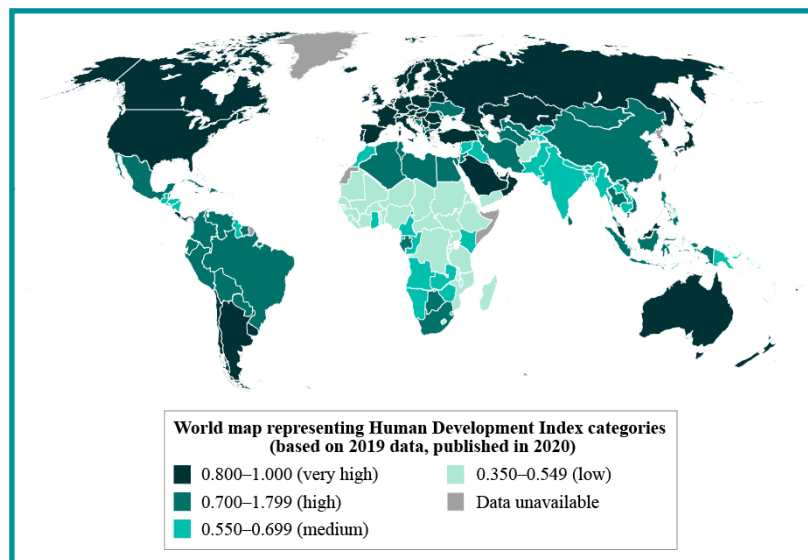 World map representing Human Development Index categories
(based on 2019 data, published in 2020)
0.800–1.000 (very high)
0.700–1.799 (high)
0.550–0.699 (medium)
0.350–0.549 (low)
Data unavailable